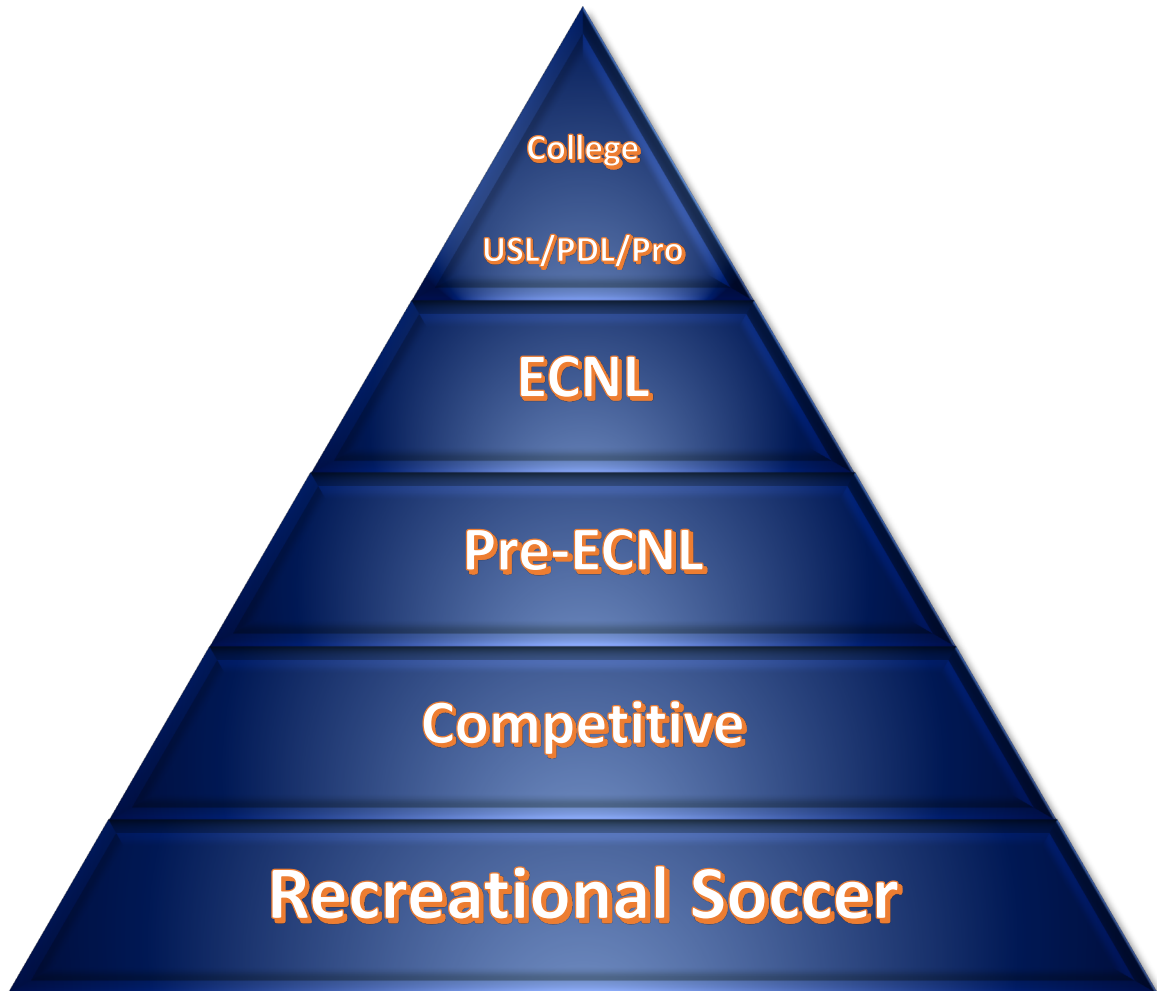 College
USL/PDL/Pro
ECNL
Pre-ECNL
Competitive
Recreational Soccer